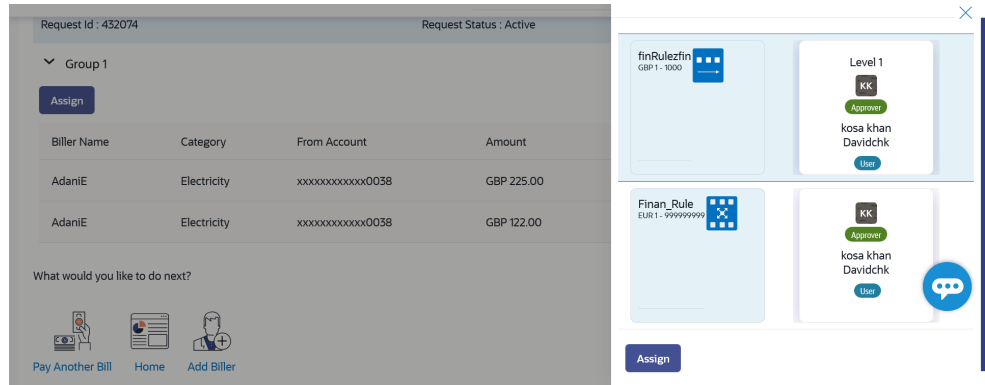 Request Id : 432074
Request Status : Active
Group 1
Assign
Biller Name Category From Account Amount
AdaniE Electricity xxxxxxxxxxxx0038 GBP 225.00
AdaniE Electricity xxxxxxxxxxxx0038 GBP 122.00
What would you like to do next?
Pay Another Bill
Home
Add Biller
finRulezfin
GBP 1 - 1000
Level 1
KK
Approver
kosa khan
Davidchk
User
Finan_Rule
EUR 1 - 999999999
KK
Approver
kosa khan
Davidchk
User
Assign